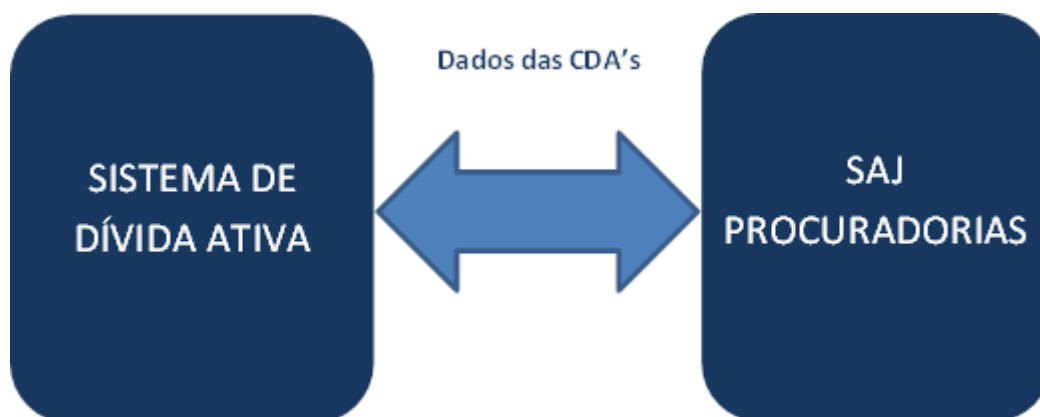 Dados das CDA's
SISTEMA DE
DÍVIDA ATIVA
SAJ
PROCURADORIAS